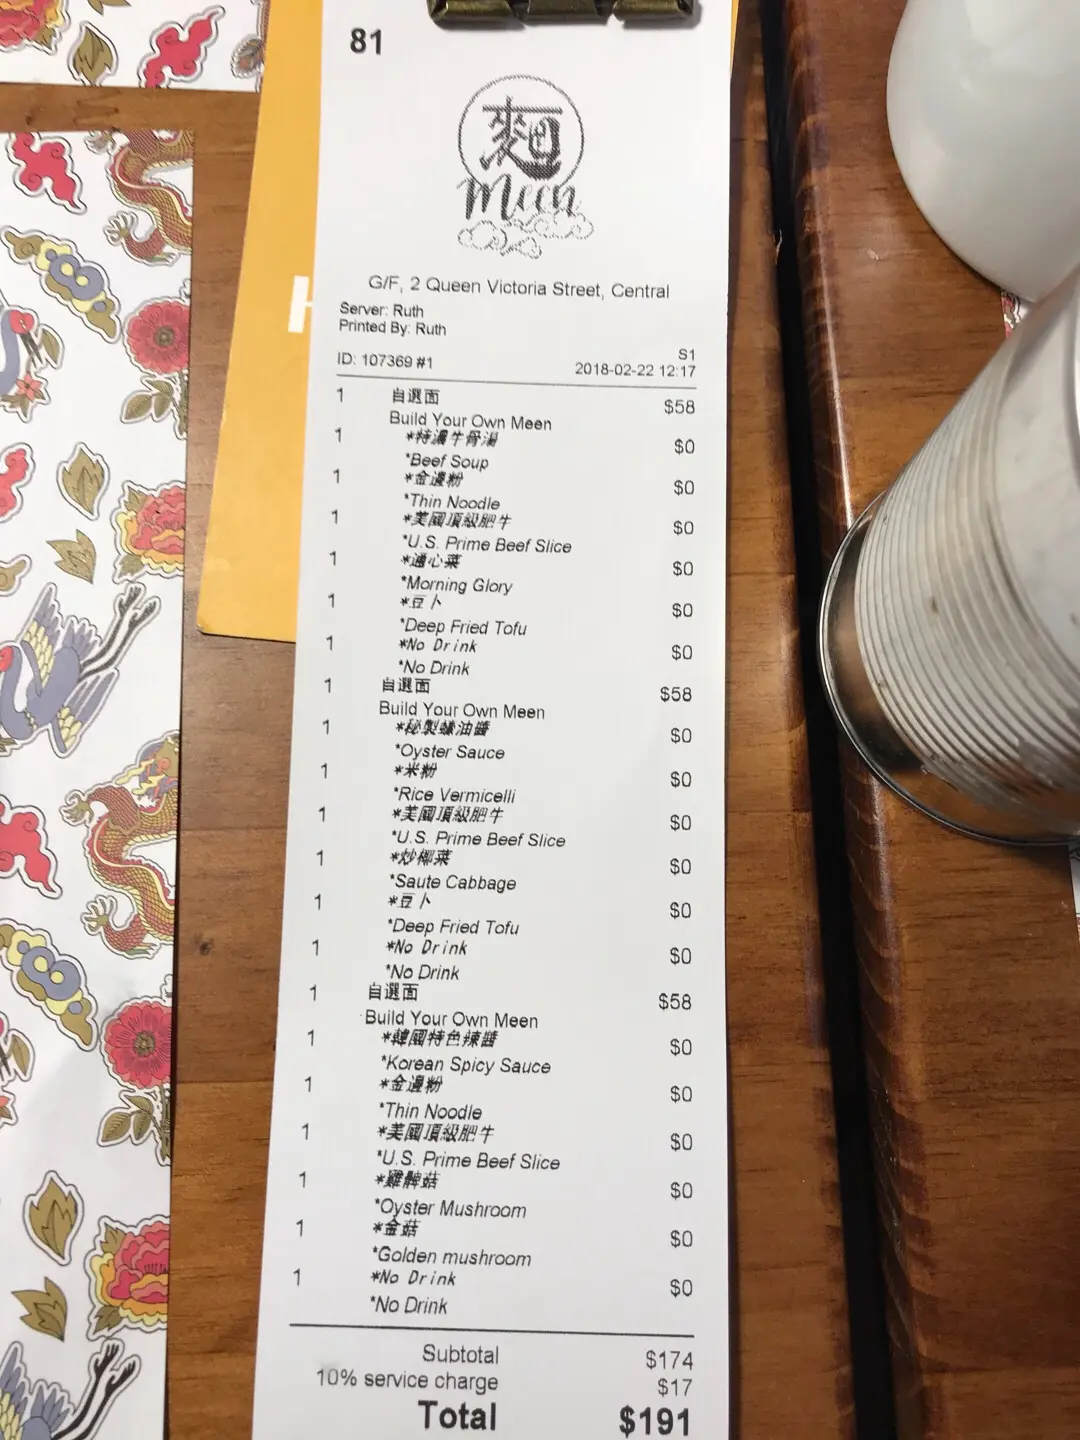 81
麵
Meen
G/F, 2 Queen Victoria Street, Central
Server: Ruth
Printed By: Ruth
S1
ID: 107369 #1 2018-02-22 12:17
1 自選面 $58
Build Your Own Meen
1 *特濃牛骨湯 $0
*Beef Soup
1 *金邊粉 $0
*Thin Noodle
1 *美國頂級肥牛 $0
*U.S. Prime Beef Slice
1 *通心菜 $0
*Morning Glory
1 *豆卜 $0
*Deep Fried Tofu
1 *No Drink $0
*No Drink
1 自選面 $58
Build Your Own Meen
1 *秘製蠔油醬 $0
*Oyster Sauce
1 *米粉 $0
*Rice Vermicelli
1 *美國頂級肥牛 $0
*U.S. Prime Beef Slice
1 *炒椰菜 $0
*Saute Cabbage
1 *豆卜 $0
*Deep Fried Tofu
1 *No Drink $0
*No Drink
1 自選面 $58
Build Your Own Meen
1 *韓國特色辣醬 $0
*Korean Spicy Sauce
1 *金邊粉 $0
*Thin Noodle
1 *美國頂級肥牛 $0
*U.S. Prime Beef Slice
1 *雞髀菇 $0
*Oyster Mushroom
1 *金菇 $0
*Golden mushroom
1 *No Drink $0
*No Drink
Subtotal $174
10% service charge $17
Total $191